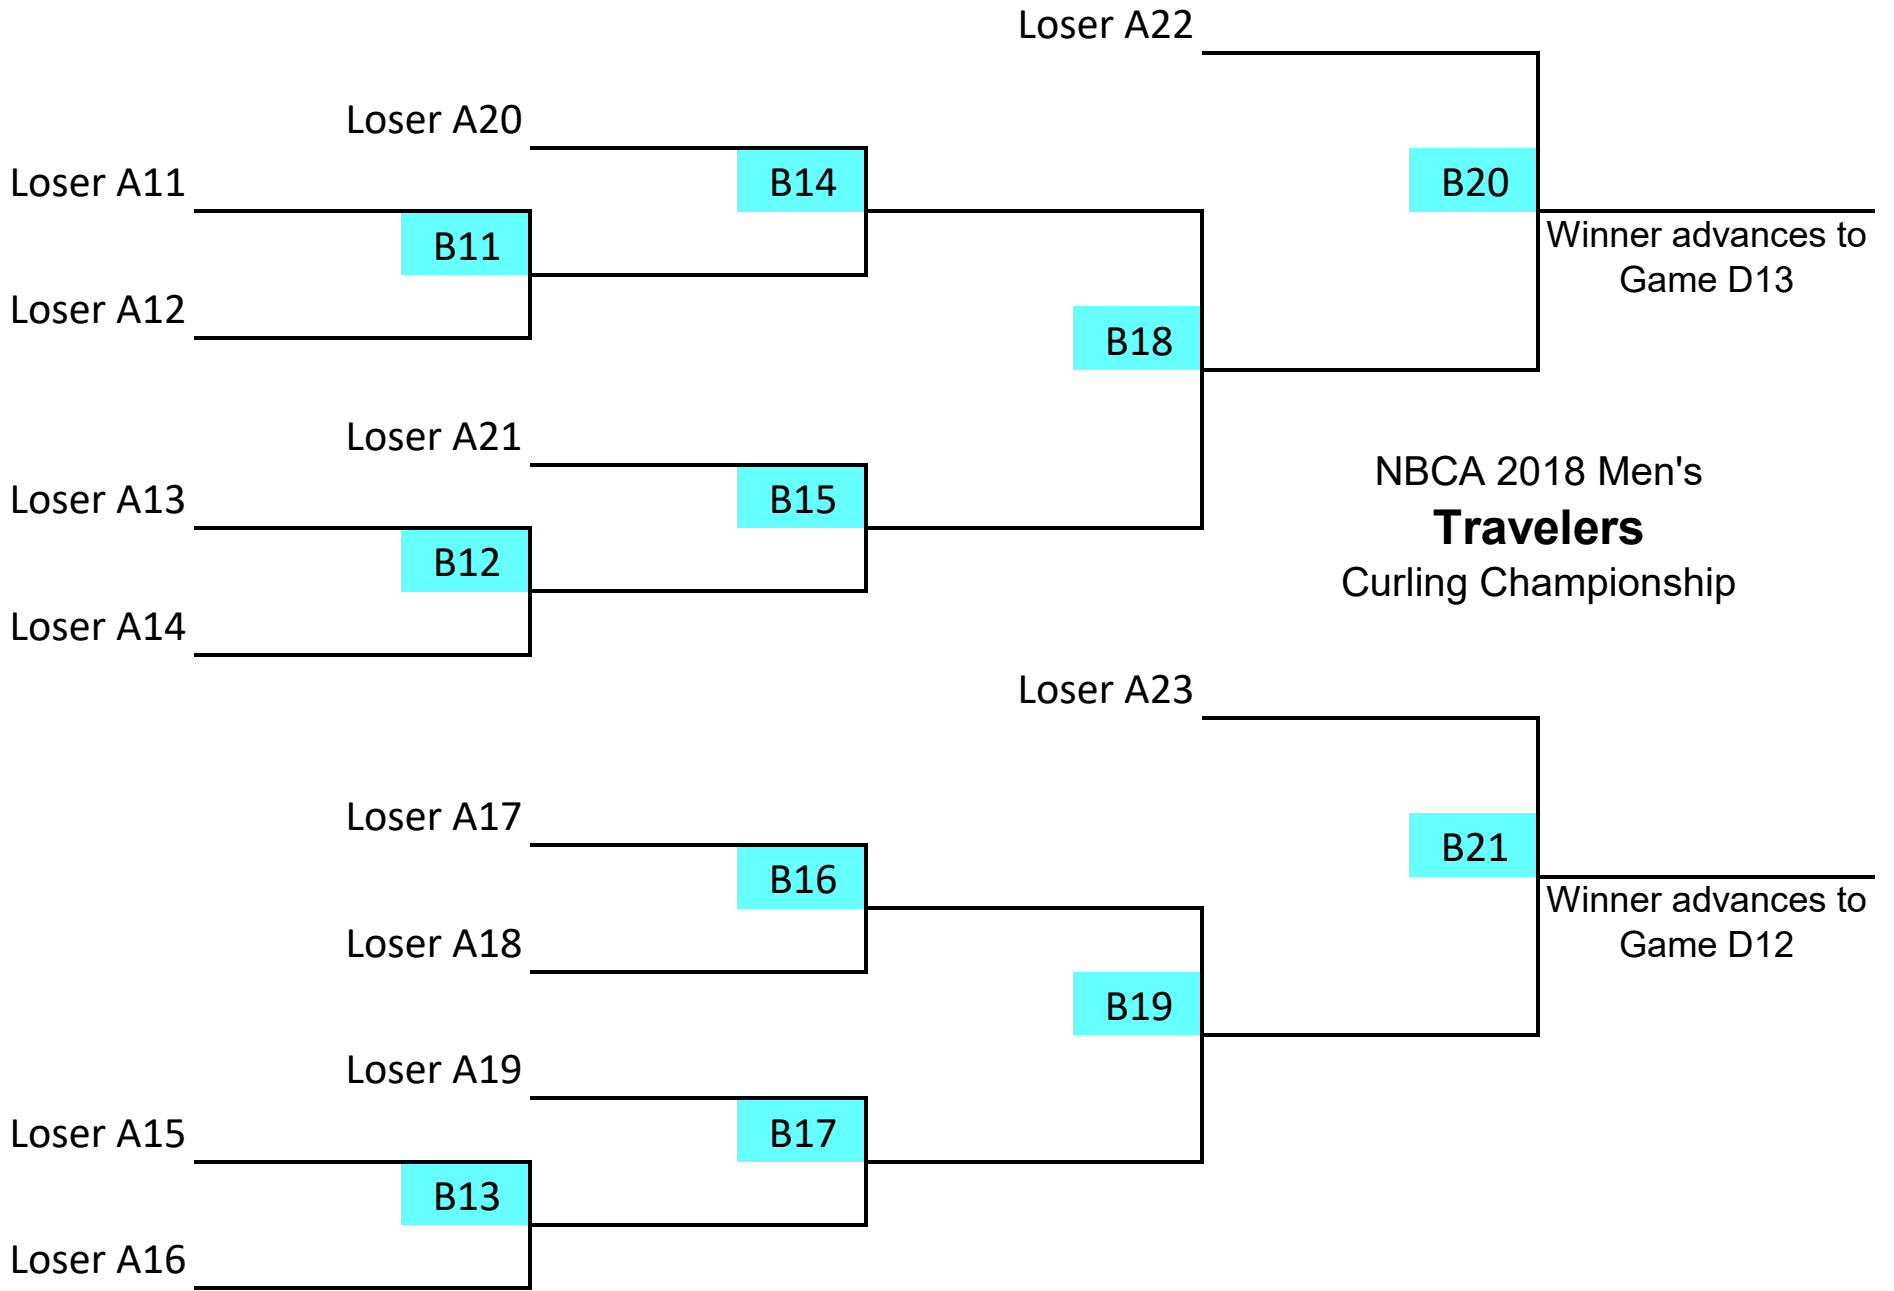 Loser A22
Loser A20
B14
B20
Loser A11
B11
Winner advances to
Game D13
Loser A12
B18
Loser A21
NBCA 2018 Men's
Loser A13
B15
Travelers
B12
Curling Championship
Loser A14
Loser A23
Loser A17
B21
B16
Winner advances to
Game D12
Loser A18
B19
Loser A19
Loser A15
B17
B13
Loser A16